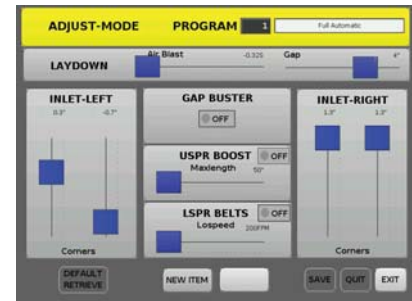 ADJUST-MODE PROGRAM 1 Full Automatic
LAYDOWN Air Blast -0.325 Gap 4"
INLET-LEFT
0.3" -0.7"
Corners
GAP BUSTER
OFF
USPR BOOST OFF
Maxlength 50"
LSPR BELTS OFF
Lospeed 200FPM
INLET-RIGHT
1.3" 1.3"
Corners
DEFAULT
RETRIEVE
NEW ITEM
SAVE QUIT EXIT